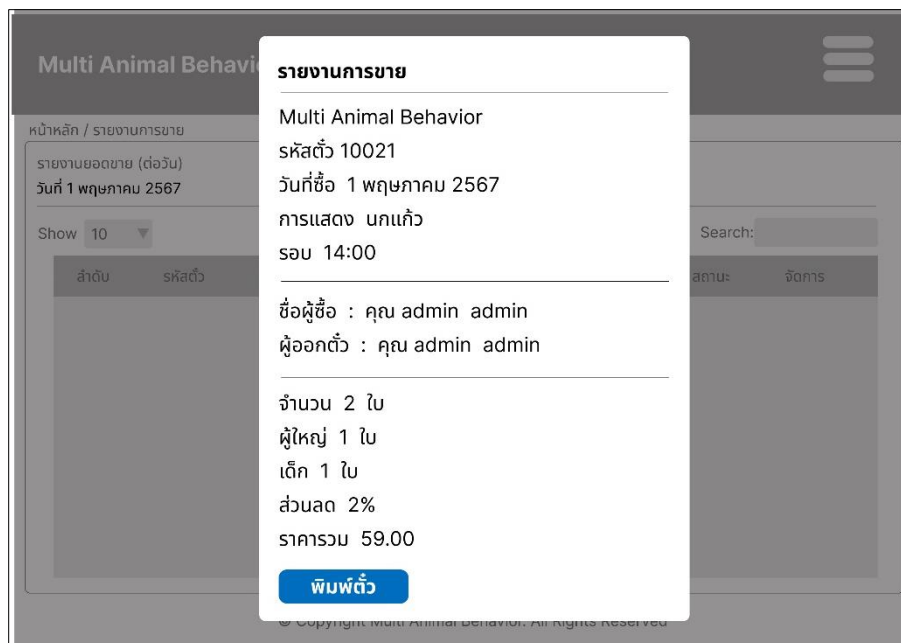 Multi Animal Behavi
หน้าหลัก / รายงานการขาย
รายงานยอดขาย (ต่อวัน)
วันที่ 1 พฤษภาคม 2567
Show 10
Search:
ลำดับ รหัสตั๋ว สถานะ จัดการ
รายงานการขาย
Multi Animal Behavior
รหัสตั๋ว 10021
วันที่ซื้อ 1 พฤษภาคม 2567
การแสดง นกแก้ว
รอบ 14:00
ชื่อผู้ซื้อ : คุณ admin admin
ผู้ออกตั๋ว : คุณ admin admin
จำนวน 2 ใบ
ผู้ใหญ่ 1 ใบ
เด็ก 1 ใบ
ส่วนลด 2%
ราคารวม 59.00
พิมพ์ตั๋ว
© Copyright Multi Animal Behavior. All Rights Reserved